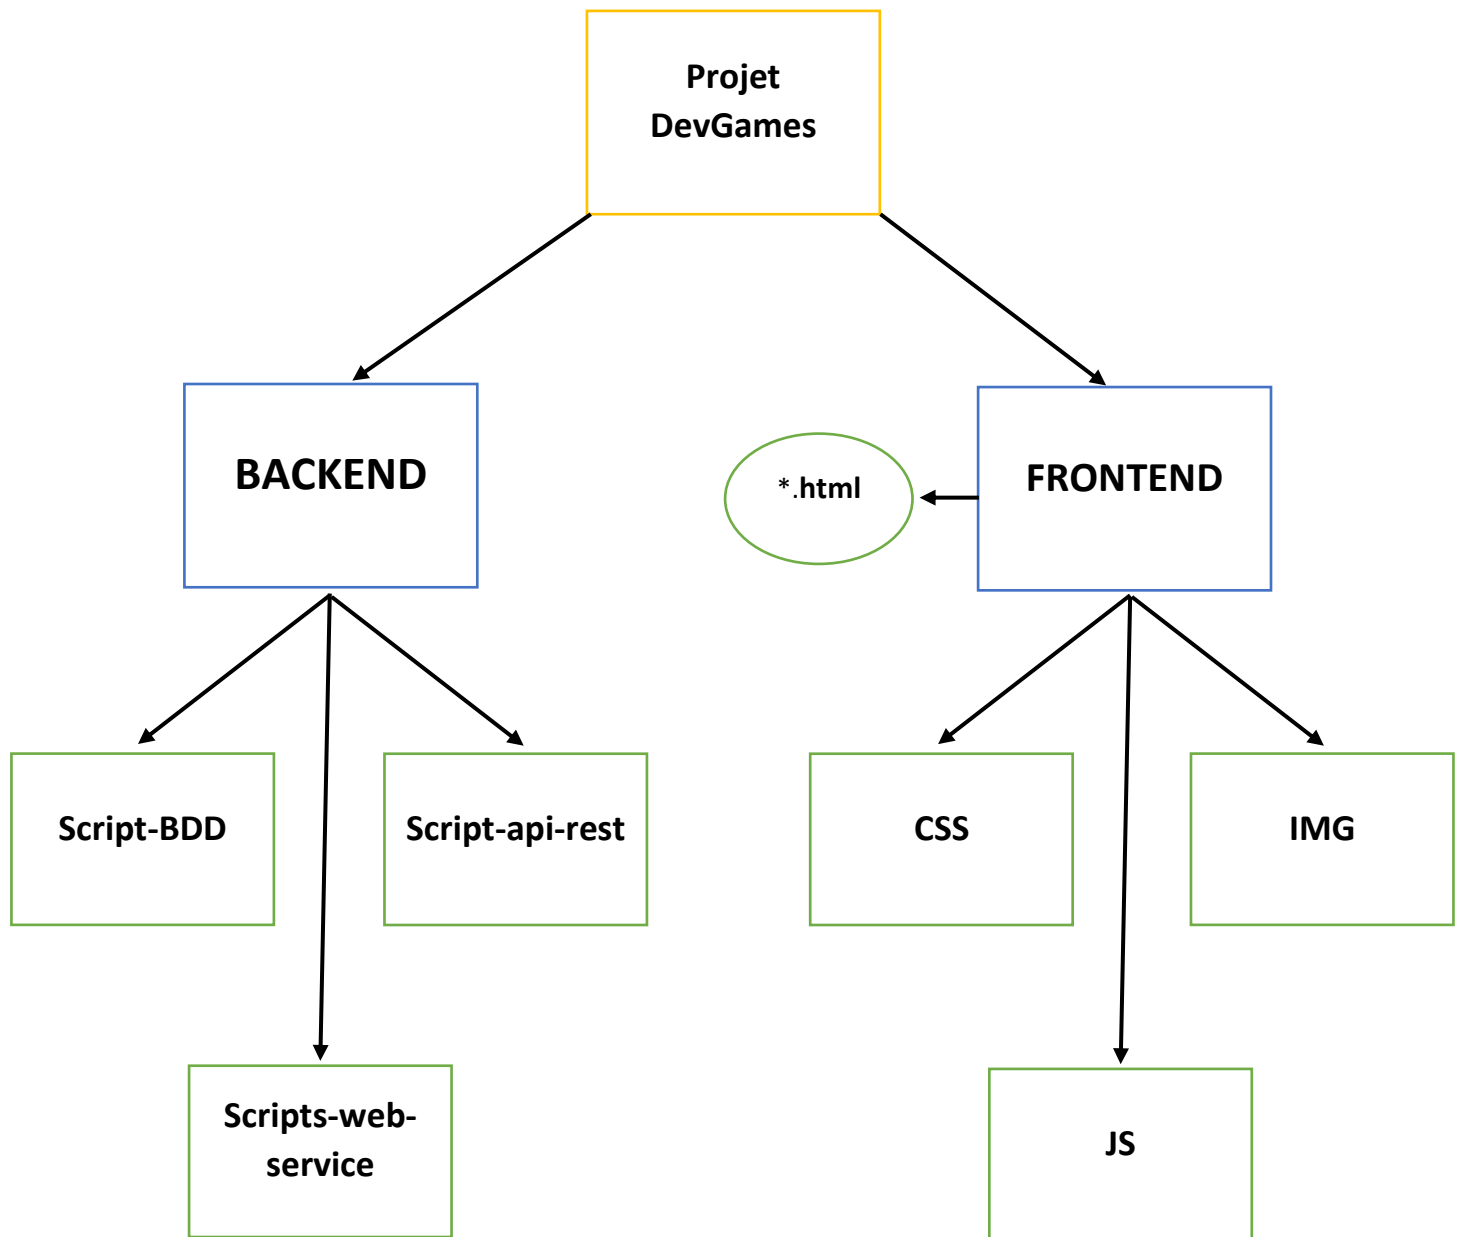 Projet
DevGames
BACKEND
*.html
FRONTEND
Script-BDD
Script-api-rest
CSS
IMG
Scripts-web-
service
JS